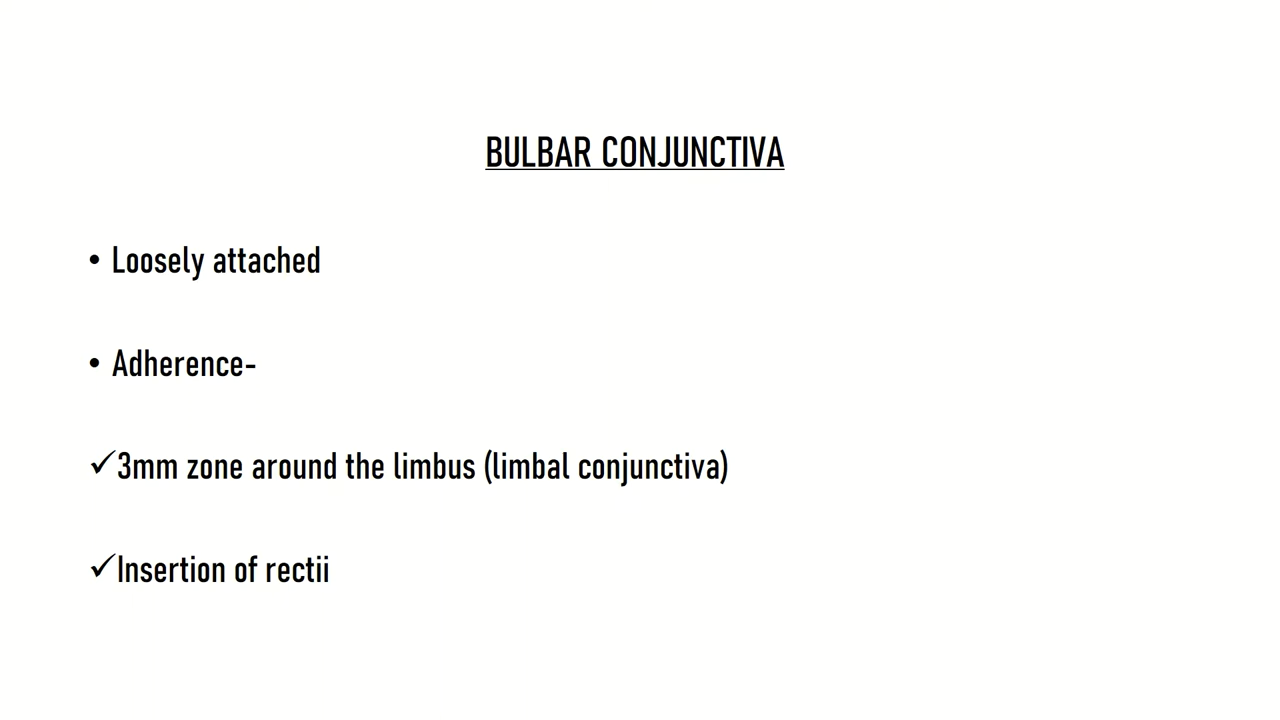 BULBAR CONJUNCTIVA
• Loosely attached
• Adherence-
✓3mm zone around the limbus (limbal conjunctiva)
✓Insertion of rectii